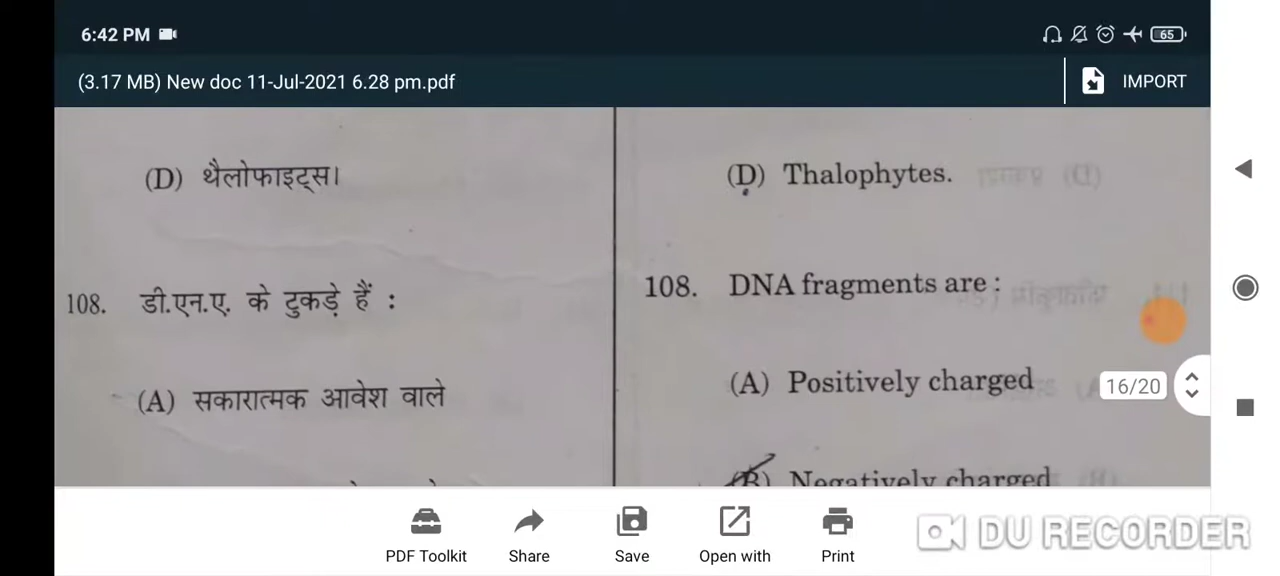 6:42 PM
65
(3.17 MB) New doc 11-Jul-2021 6.28 pm.pdf
IMPORT
(D) थैलोफाइट्स।
108. डी.एन.ए. के टुकड़े हैं :
(A) सकारात्मक आवेश वाले
(D) Thalophytes.
108. DNA fragments are :
(A) Positively charged
(B) Negatively charged
16/20
PDF Toolkit
Share
Save
Open with
Print
DU RECORDER